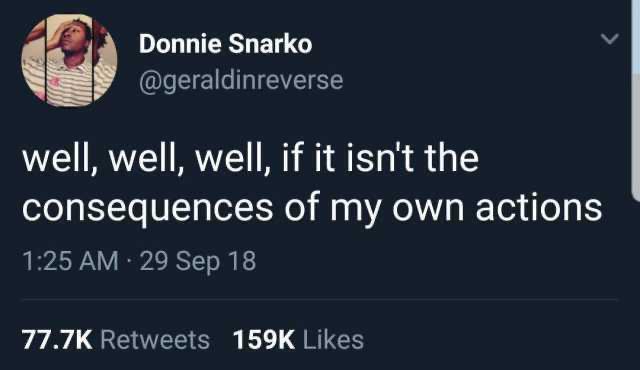 Donnie Snarko
@geraldinreverse
well, well, well, if it isn't the
consequences of my own actions
1:25 AM · 29 Sep 18
77.7K Retweets 159K Likes